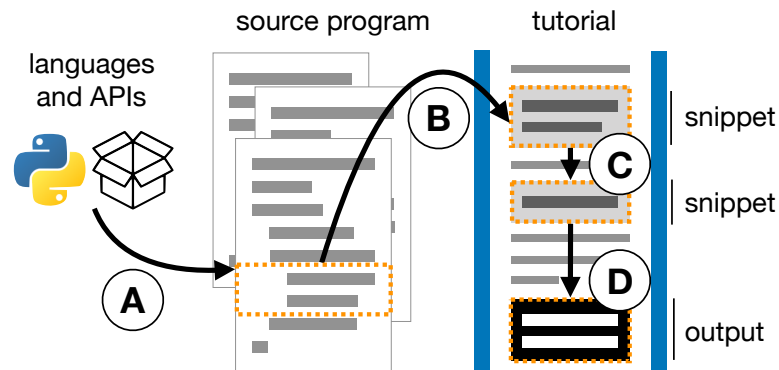 source program
tutorial
languages
and APIs
A
B
C
D
snippet
snippet
output